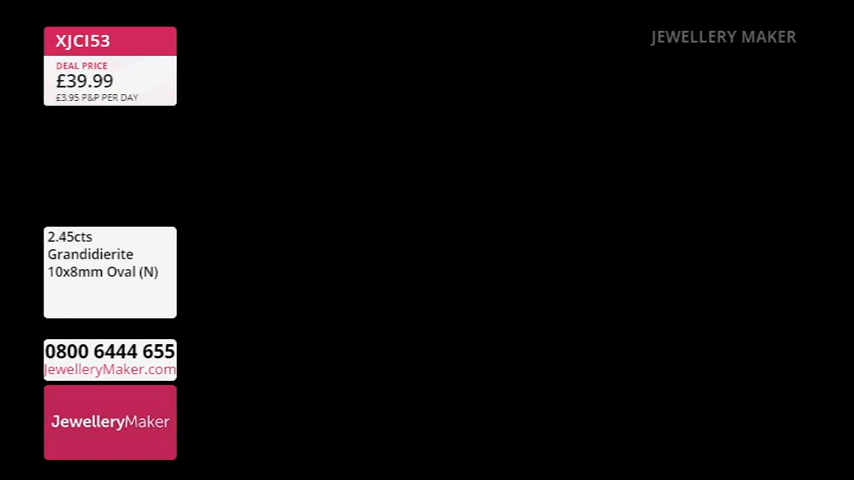 XJCI53
DEAL PRICE
£39.99
£3.95 P&P PER DAY
JEWELLERY MAKER
2.45cts
Grandidierite
10x8mm Oval (N)
0800 6444 655
JewelleryMaker.com
JewelleryMaker